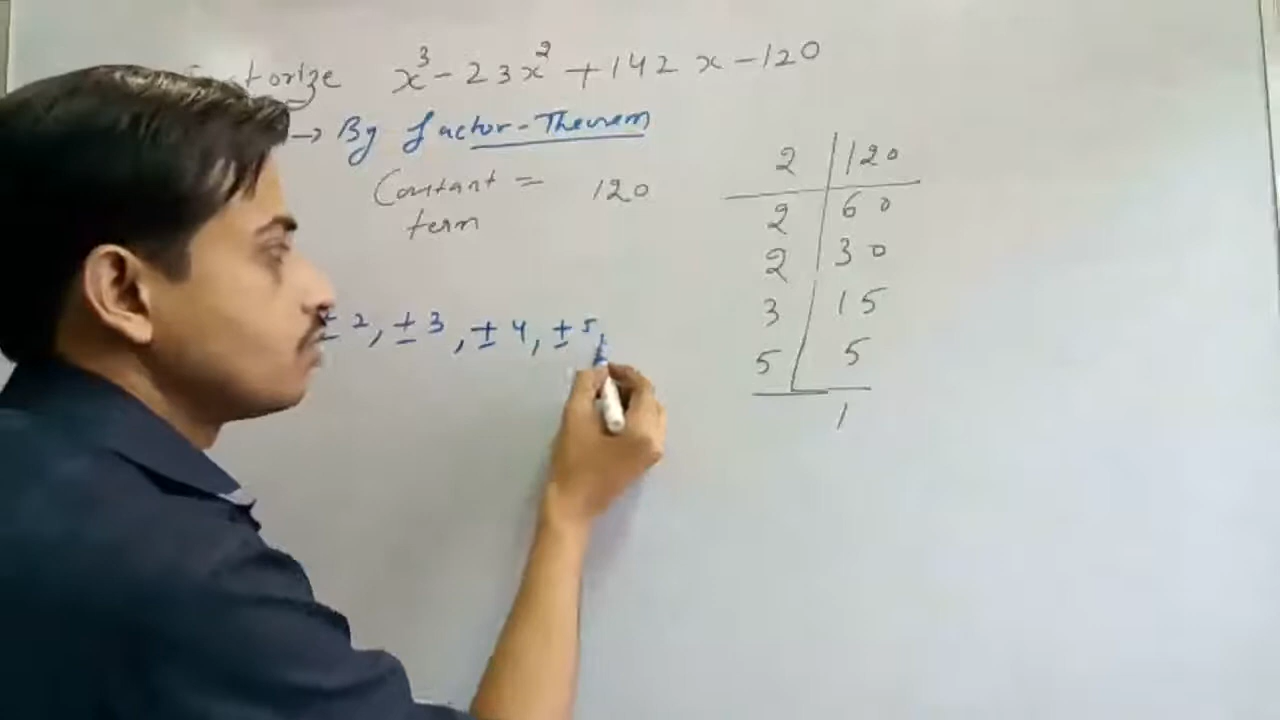 torize x³ - 23x² + 142x - 120
→ By factor-Theorem
Constant = 120
term
± 2, ± 3, ± 4, ± 5,
2 | 120
2 | 60
2 | 30
3 | 15
5 | 5
1